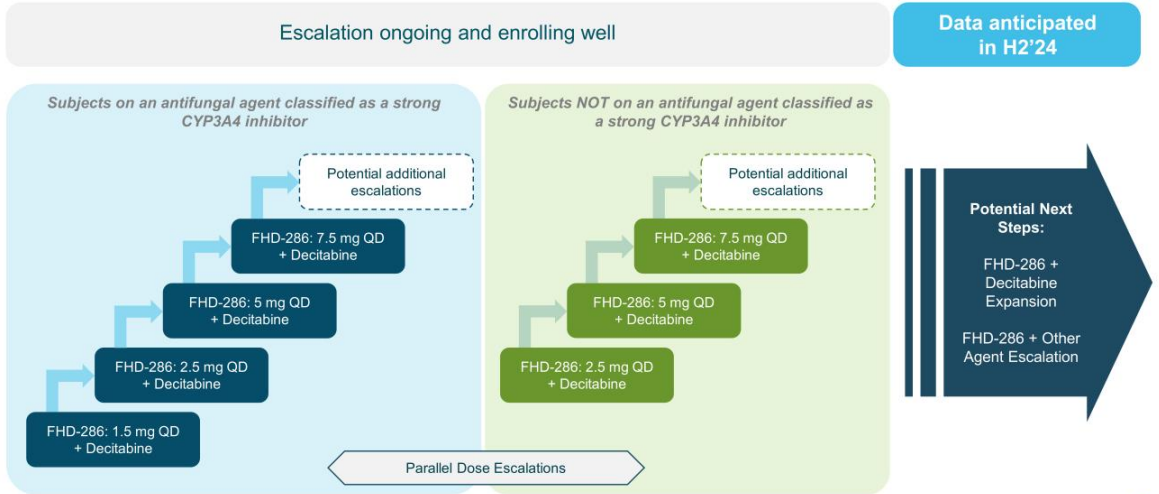 Escalation ongoing and enrolling well
Data anticipated
in H2'24
Subjects on an antifungal agent classified as a strong
CYP3A4 inhibitor
Potential additional
escalations
FHD-286: 7.5 mg QD
+ Decitabine
FHD-286: 5 mg QD
+ Decitabine
FHD-286: 2.5 mg QD
+ Decitabine
FHD-286: 1.5 mg QD
+ Decitabine
Subjects NOT on an antifungal agent classified as
a strong CYP3A4 inhibitor
Potential additional
escalations
FHD-286: 7.5 mg QD
+ Decitabine
FHD-286: 5 mg QD
+ Decitabine
FHD-286: 2.5 mg QD
+ Decitabine
Parallel Dose Escalations
Potential Next
Steps:
FHD-286 +
Decitabine
Expansion
FHD-286 + Other
Agent Escalation